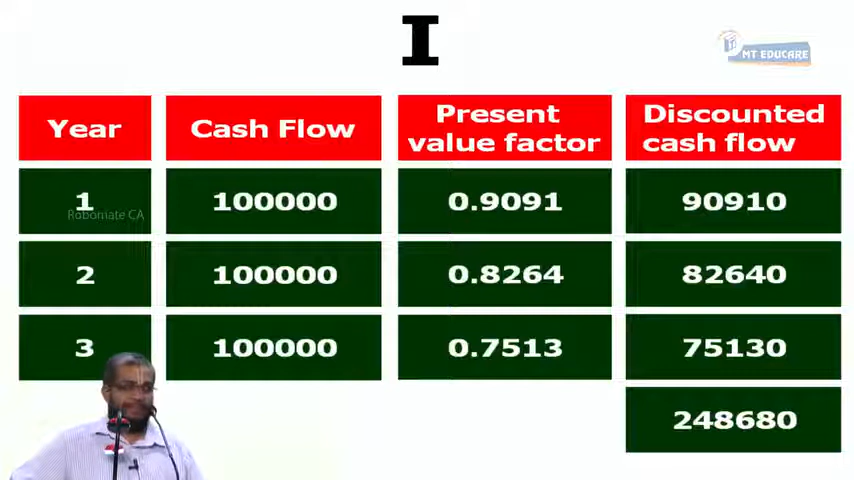 I
MT EDUCARE
Year Cash Flow Present value factor Discounted cash flow
1 100000 0.9091 90910
Robomate CA
2 100000 0.8264 82640
3 100000 0.7513 75130
248680